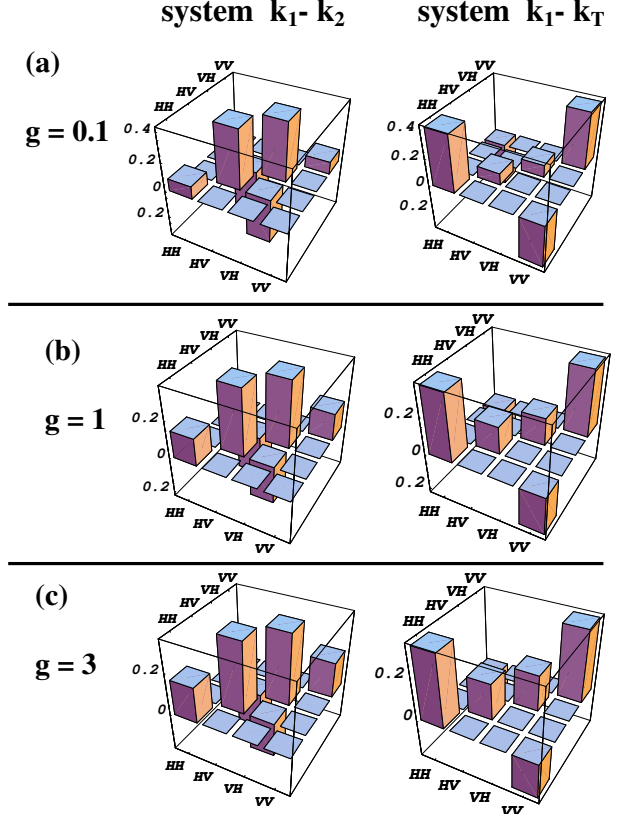 system k1- k2 system k1- kT
(a)
g = 0.1
VV
VH
HV
HH
0.4
0.2
0
0.2
HH
HV
VH
VV
VV
VH
HV
HH
0.4
0.2
0
0.2
HH
HV
VH
VV
(b)
g = 1
VV
VH
HV
HH
0.2
0
0.2
HH
HV
VH
VV
VV
VH
HV
HH
0.2
0
0.2
HH
HV
VH
VV
(c)
g = 3
VV
VH
HV
HH
0.2
0
HH
HV
VH
VV
VV
VH
HV
HH
0.2
0
HH
HV
VH
VV